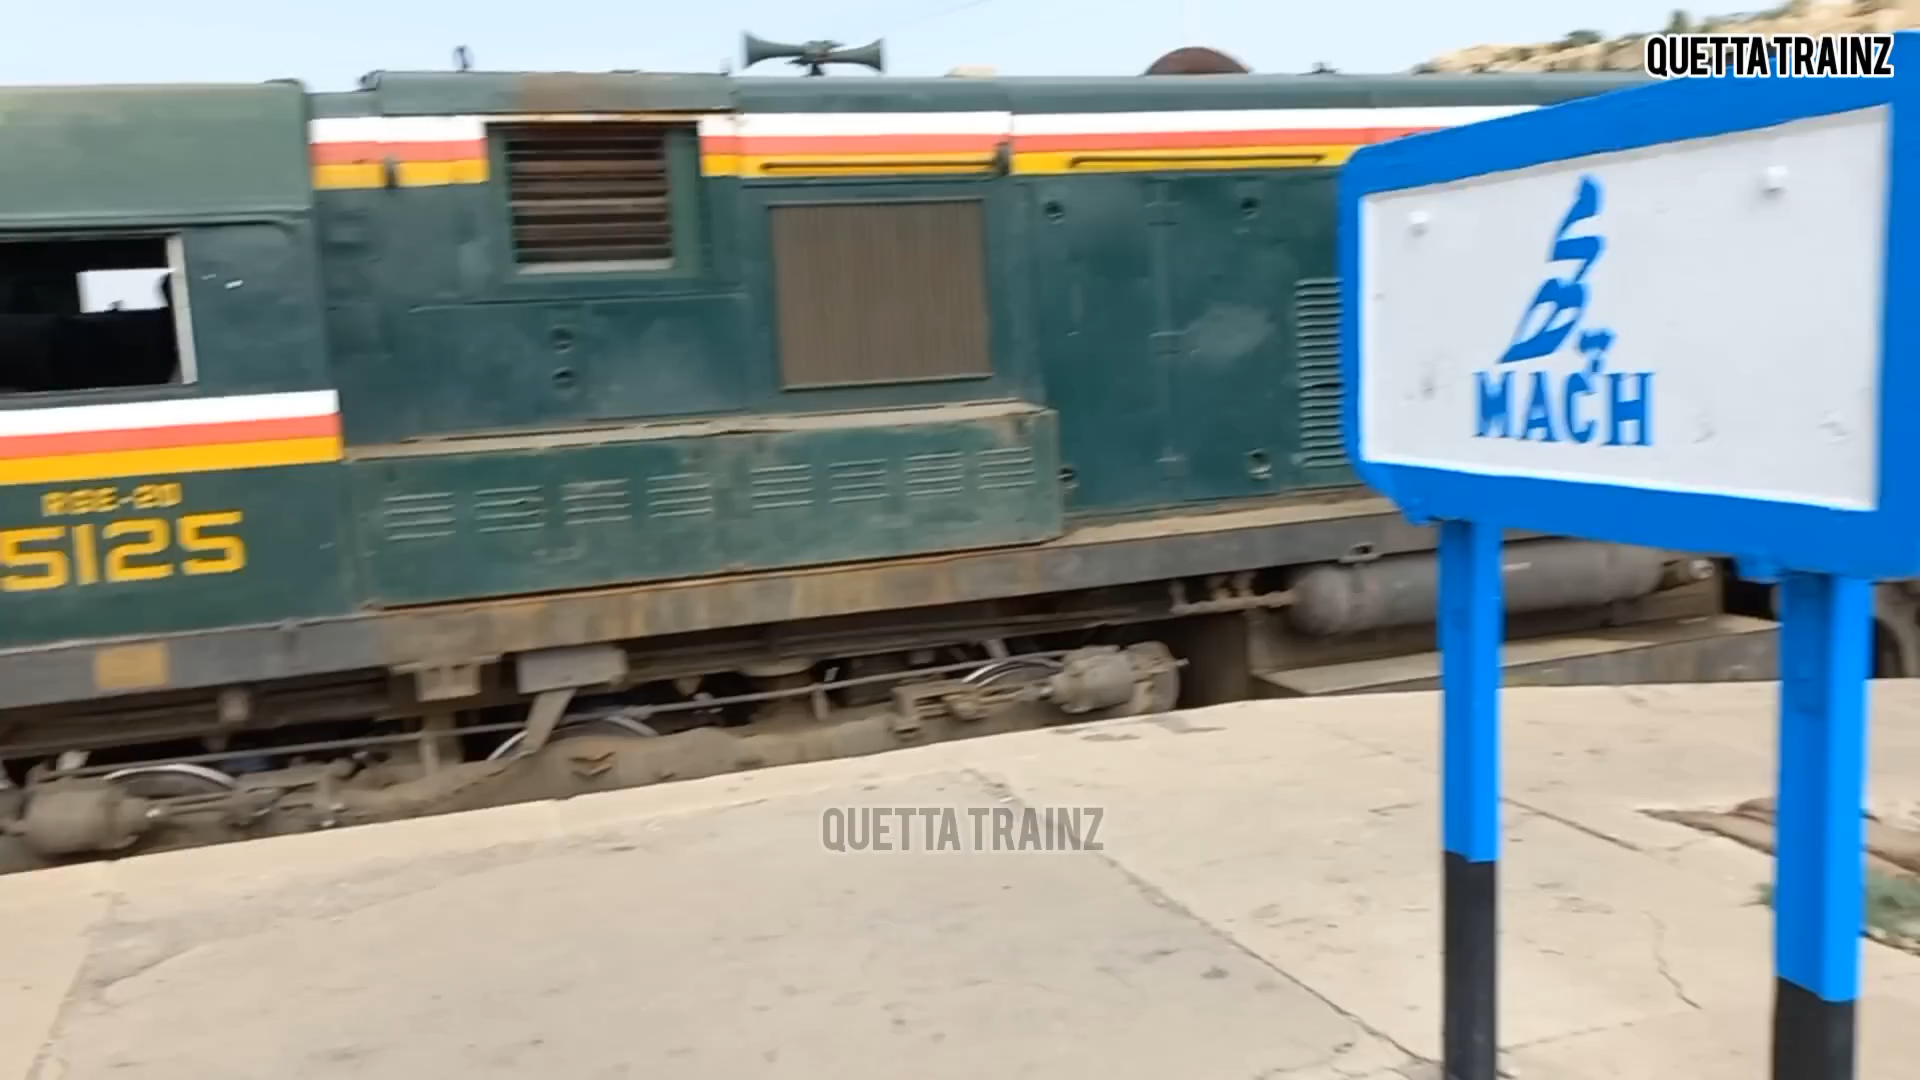 QUETTA TRAINZ
مچھ
MACH
RGE-20
5125
QUETTA TRAINZ